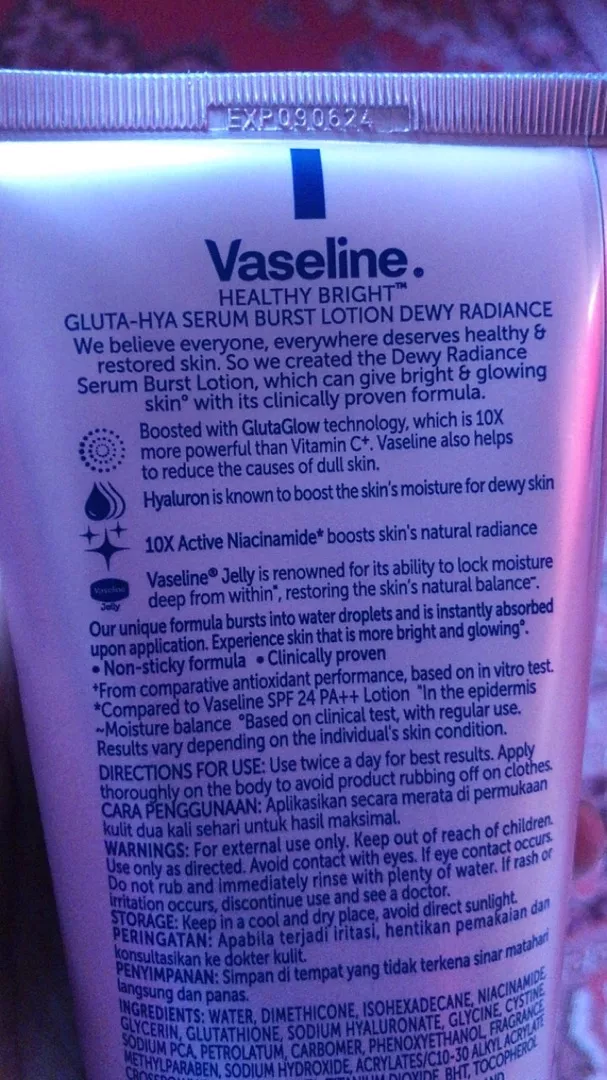 EXP090624
Vaseline.
HEALTHY BRIGHT™
GLUTA-HYA SERUM BURST LOTION DEWY RADIANCE
We believe everyone, everywhere deserves healthy &
restored skin. So we created the Dewy Radiance
Serum Burst Lotion, which can give bright & glowing
skin° with its clinically proven formula.
Boosted with GlutaGlow technology, which is 10X
more powerful than Vitamin C⁺. Vaseline also helps
to reduce the causes of dull skin.
Hyaluron is known to boost the skin's moisture for dewy skin
10X Active Niacinamide* boosts skin's natural radiance
Vaseline
Jelly
Vaseline® Jelly is renowned for its ability to lock moisture
deep from within", restoring the skin's natural balance~.
Our unique formula bursts into water droplets and is instantly absorbed
upon application. Experience skin that is more bright and glowing°.
• Non-sticky formula • Clinically proven
⁺From comparative antioxidant performance, based on in vitro test.
*Compared to Vaseline SPF 24 PA++ Lotion "In the epidermis
~Moisture balance °Based on clinical test, with regular use.
Results vary depending on the individual's skin condition.
DIRECTIONS FOR USE: Use twice a day for best results. Apply
thoroughly on the body to avoid product rubbing off on clothes.
CARA PENGGUNAAN: Aplikasikan secara merata di permukaan
kulit dua kali sehari untuk hasil maksimal.
WARNINGS: For external use only. Keep out of reach of children.
Use only as directed. Avoid contact with eyes. If eye contact occurs.
Do not rub and immediately rinse with plenty of water. If rash or
irritation occurs, discontinue use and see a doctor.
STORAGE: Keep in a cool and dry place, avoid direct sunlight.
PERINGATAN: Apabila terjadi iritasi, hentikan pemakaian dan
konsultasikan ke dokter kulit.
PENYIMPANAN: Simpan di tempat yang tidak terkena sinar matahari
langsung dan panas.
INGREDIENTS: WATER, DIMETHICONE, ISOHEXADECANE, NIACINAMIDE,
GLYCERIN, GLUTATHIONE, SODIUM HYALURONATE, GLYCINE, CYSTINE,
SODIUM PCA, PETROLATUM, CARBOMER, PHENOXYETHANOL, FRAGRANCE,
METHYLPARABEN, SODIUM HYDROXIDE, ACRYLATES/C10-30 ALKYL ACRYLATE
TITANIUM DIOXIDE, BHT, TOCOPHEROL